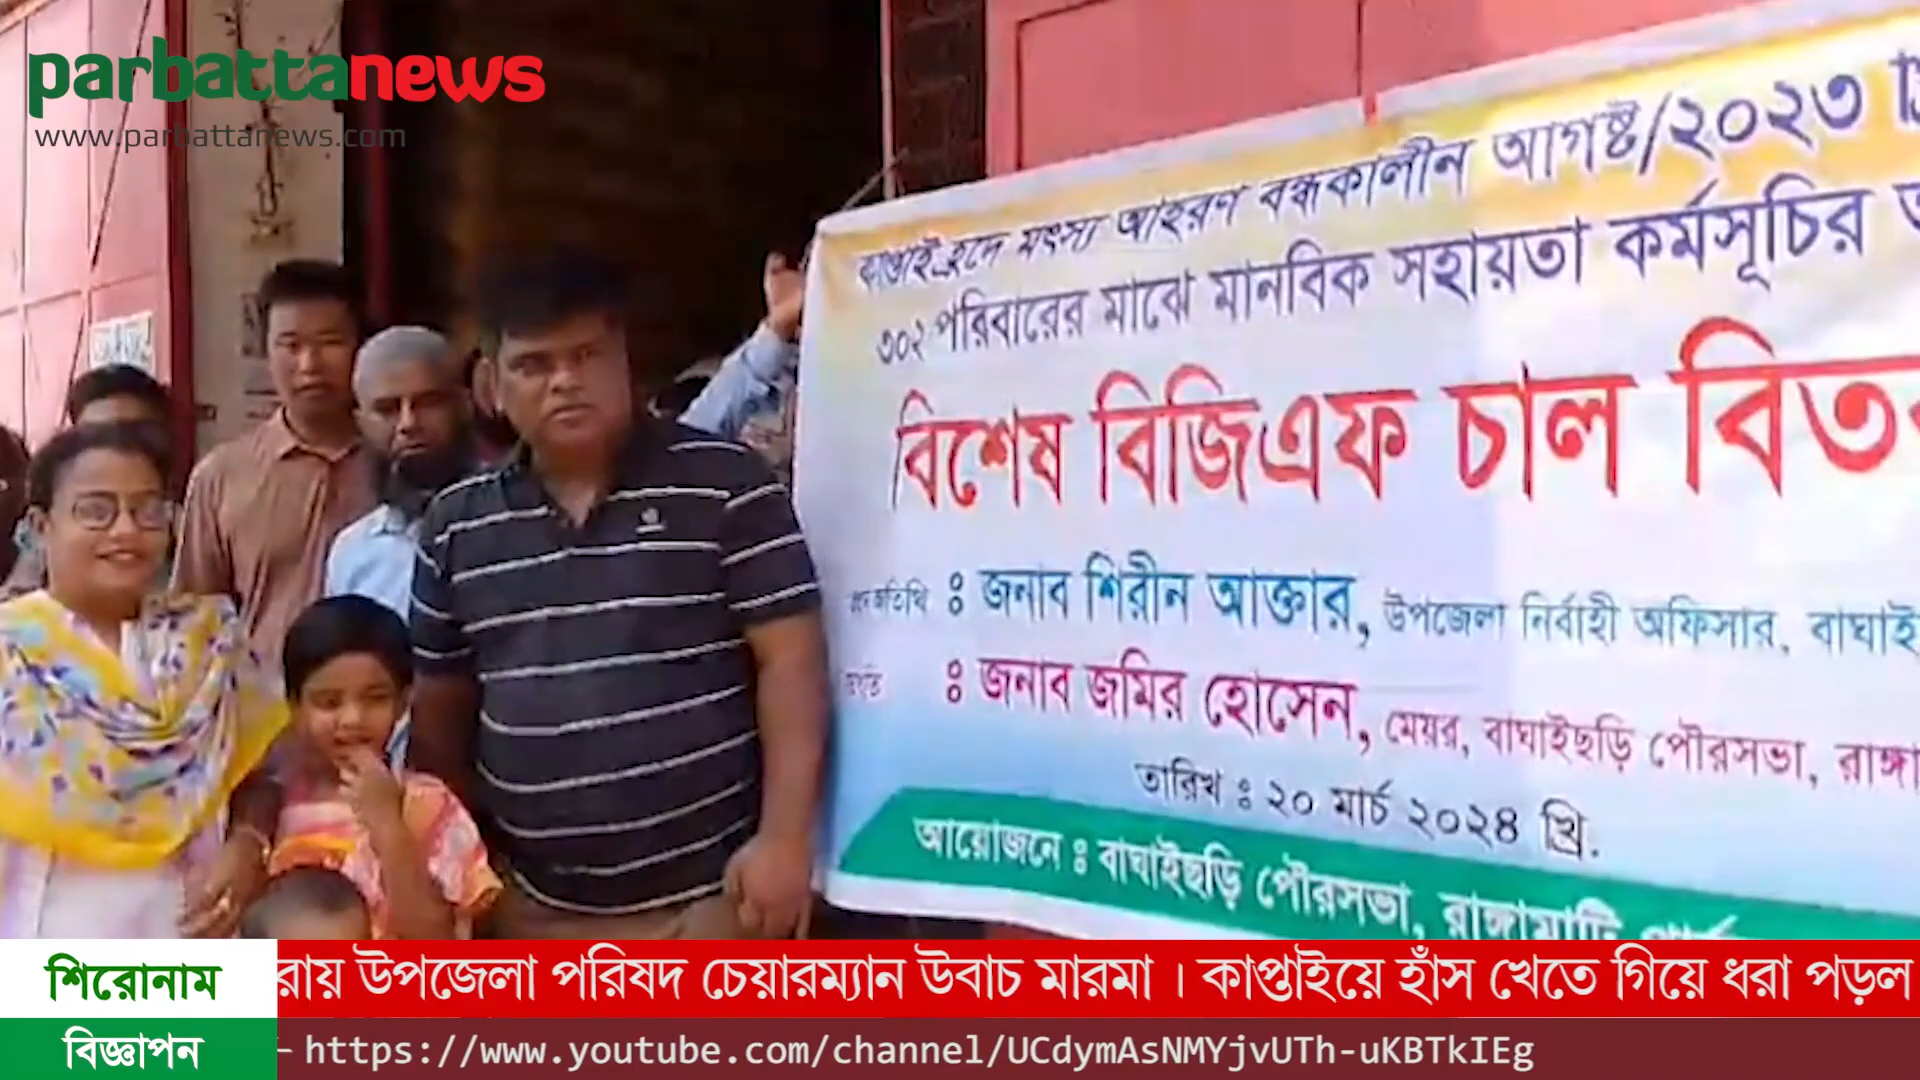 parbattanews
www.parbattanews.com
কাপ্তাই হ্রদে মৎস্য আহরণ বন্ধকালীন আগষ্ট/২০২৩
৩০২ পরিবারের মাঝে মানবিক সহায়তা কর্মসূচির
বিশেষ বিজিএফ চাল
অতিথি ঃ জনাব শিরীন আক্তার, উপজেলা নির্বাহী অফিসার,
ঃ জনাব জমির হোসেন, মেয়র, বাঘাইছড়ি পৌরসভা,
তারিখ ঃ ২০ মার্চ ২০২৪ খ্রি.
আয়োজনে ঃ বাঘাইছড়ি পৌরসভা, রাঙ্গামাটি
শিরোনাম
রায় উপজেলা পরিষদ চেয়ারম্যান উবাচ মারমা । কাপ্তাইয়ে হাঁস খেতে গিয়ে ধরা পড়ল
বিজ্ঞাপন
– https://www.youtube.com/channel/UCdymAsNMYjvUTh-uKBTkIEg